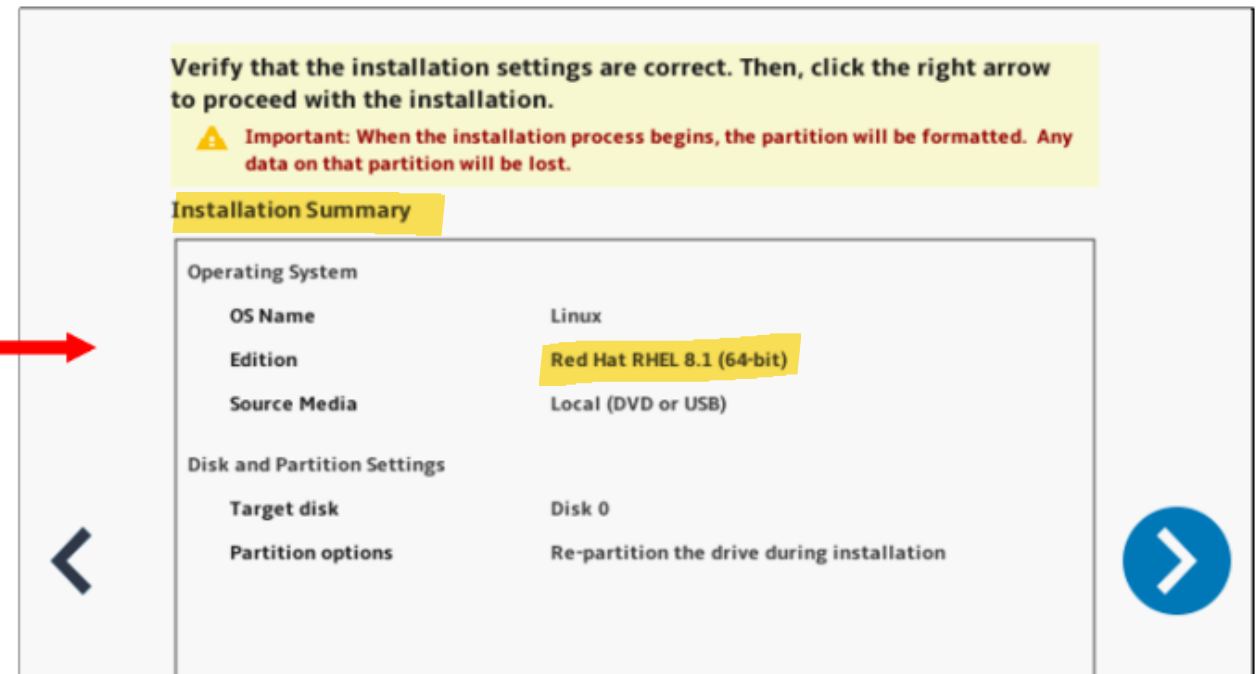 Verify that the installation settings are correct. Then, click the right arrow
to proceed with the installation.
Important: When the installation process begins, the partition will be formatted. Any
data on that partition will be lost.
Installation Summary
Operating System
OS Name Linux
Edition Red Hat RHEL 8.1 (64-bit)
Source Media Local (DVD or USB)
Disk and Partition Settings
Target disk Disk 0
Partition options Re-partition the drive during installation